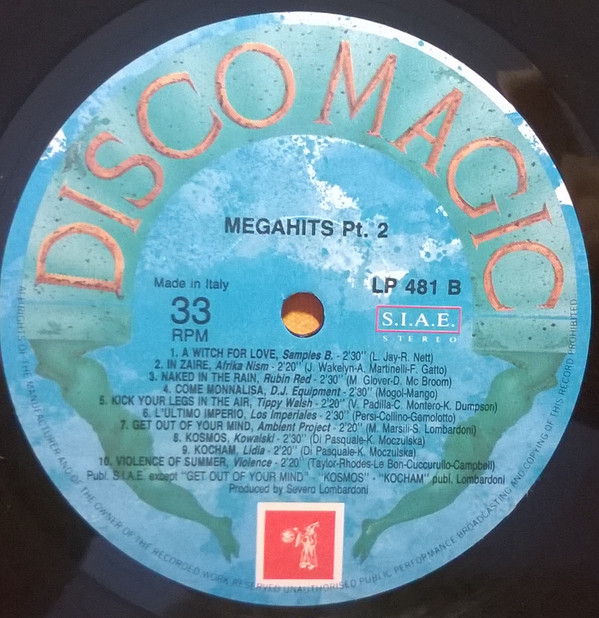 DISCO MAGIC
MEGAHITS Pt. 2
Made in Italy
LP 481 B
33
RPM
S.I.A.E.
STEREO
1. A WITCH FOR LOVE, Samples B. - 2'30" (L. Jay-R. Nett)
2. IN ZAIRE, Afrika Nism - 2'20" (J. Wakelyn-A. Martinelli-F. Gatto)
3. NAKED IN THE RAIN, Rubin Red - 2'30" (M. Glover-D. Mc Broom)
4. COME MONNALISA, D.J. Equipment - 2'20" (Mogol-Mango)
5. KICK YOUR LEGS IN THE AIR, Tippy Walsh - 2'20" (V. Padilla-C. Montero-K. Dumpson)
6. L'ULTIMO IMPERIO, Los Imperiales - 2'30" (Persi-Collino-Gemolotto)
7. GET OUT OF YOUR MIND, Ambient Project - 2'20" (M. Marsili-S. Lombardoni)
8. KOSMOS, Kowalski - 2'30" (Di Pasquale-K. Moczulska)
9. KOCHAM, Lidia - 2'20" (Di Pasquale-K. Moczulska)
10. VIOLENCE OF SUMMER, Violence - 2'20" (Taylor-Rhodes-Le Bon-Cuccurullo-Campbell)
Publ. S.I.A.E. except "GET OUT OF YOUR MIND" - "KOSMOS" - "KOCHAM" publ. Lombardoni
Produced by Severo Lombardoni
ALL RIGHTS OF THE MANUFACTURER AND OF THE OWNER OF THE RECORDED WORK RESERVED UNAUTHORISED PUBLIC PERFORMANCE BROADCASTING AND COPYING OF THIS RECORD PROHIBITED